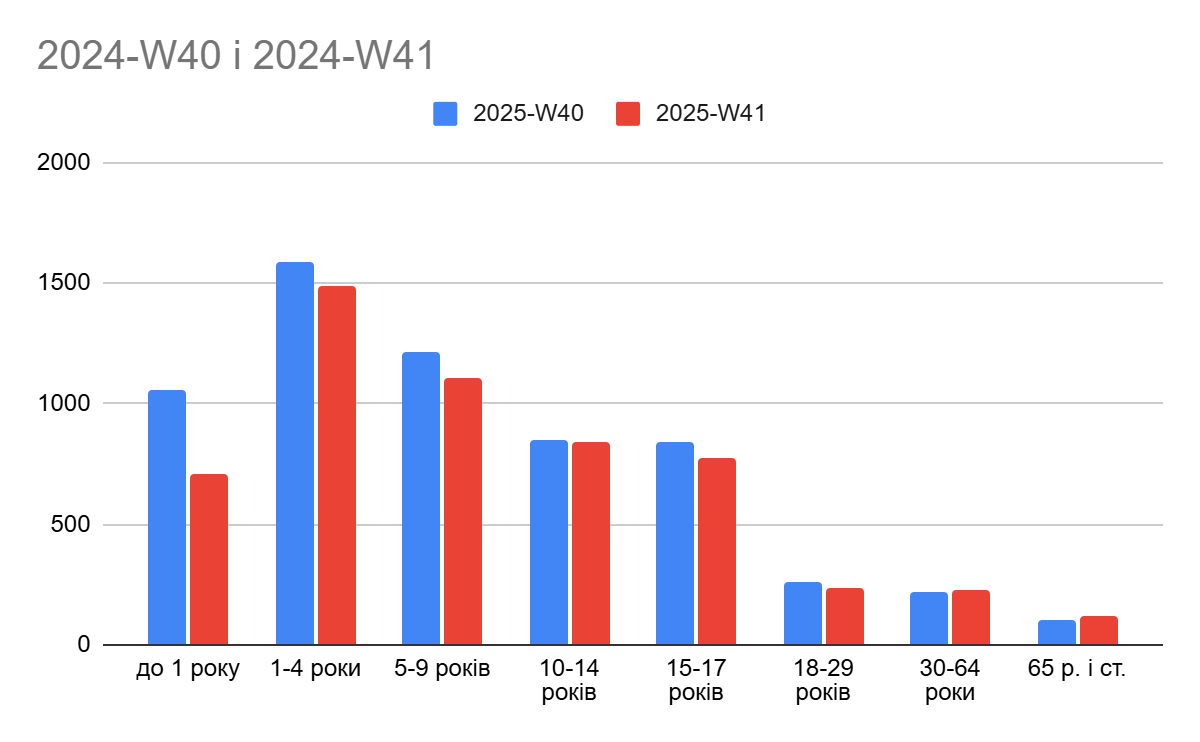 2024-W40 і 2024-W41
2025-W40 2025-W41
2000
1500
1000
500
0
до 1 року 1-4 роки 5-9 років 10-14 років 15-17 років 18-29 років 30-64 роки 65 р. і ст.